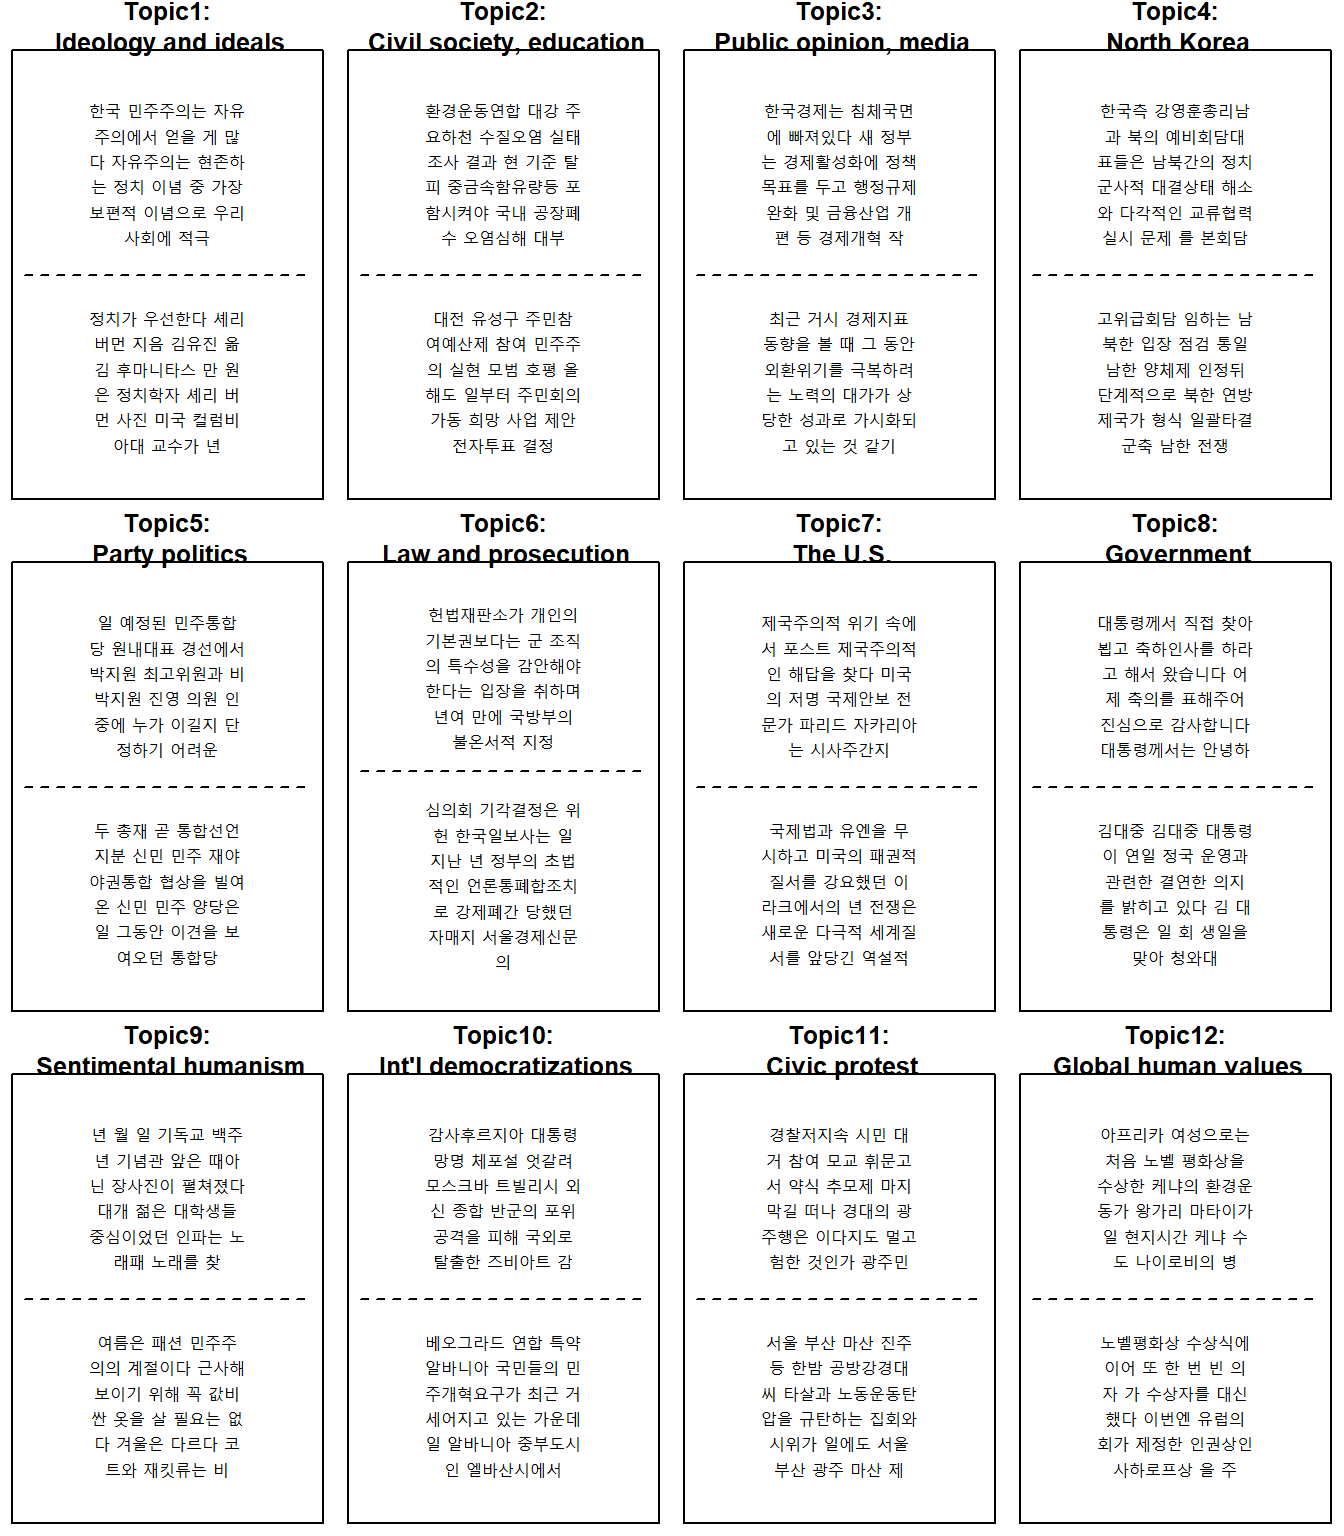 Topic1:
Ideology and ideals
한국 민주주의는 자유
주의에서 얻을 게 많
다 자유주의는 현존하
는 정치 이념 중 가장
보편적 이념으로 우리
사회에 적극
정치가 우선한다 셰리
버먼 지음 김유진 옮
김 후마니타스 만 원
은 정치학자 셰리 버
먼 사진 미국 컬럼비
아대 교수가 년
Topic2:
Civil society, education
환경운동연합 대강 주
요하천 수질오염 실태
조사 결과 현 기준 탈
피 중금속함유량등 포
함시켜야 국내 공장폐
수 오염심해 대부
대전 유성구 주민참
여예산제 참여 민주주
의 실현 모범 호평 올
해도 일부터 주민회의
가동 희망 사업 제안
전자투표 결정
Topic3:
Public opinion, media
한국경제는 침체국면
에 빠져있다 새 정부
는 경제활성화에 정책
목표를 두고 행정규제
완화 및 금융산업 개
편 등 경제개혁 작
최근 거시 경제지표
동향을 볼 때 그 동안
외환위기를 극복하려
는 노력의 대가가 상
당한 성과로 가시화되
고 있는 것 같기
Topic4:
North Korea
한국측 강영훈총리남
과 북의 예비회담대
표들은 남북간의 정치
군사적 대결상태 해소
와 다각적인 교류협력
실시 문제 를 본회담
고위급회담 임하는 남
북한 입장 점검 통일
남한 양체제 인정뒤
단계적으로 북한 연방
제국가 형식 일괄타결
군축 남한 전쟁
Topic5:
Party politics
일 예정된 민주통합
당 원내대표 경선에서
박지원 최고위원과 비
박지원 진영 의원 인
중에 누가 이길지 단
정하기 어려운
두 총재 곧 통합선언
지분 신민 민주 재야
야권통합 협상을 빌여
온 신민 민주 양당은
일 그동안 이견을 보
여오던 통합당
Topic6:
Law and prosecution
헌법재판소가 개인의
기본권보다는 군 조직
의 특수성을 감안해야
한다는 입장을 취하며
년여 만에 국방부의
불온서적 지정
심의회 기각결정은 위
헌 한국일보사는 일
지난 년 정부의 초법
적인 언론통폐합조치
로 강제폐간 당했던
자매지 서울경제신문
의
Topic7:
The U.S.
제국주의적 위기 속에
서 포스트 제국주의적
인 해답을 찾다 미국
의 저명 국제안보 전
문가 파리드 자카리아
는 시사주간지
국제법과 유엔을 무
시하고 미국의 패권적
질서를 강요했던 이
라크에서의 년 전쟁은
새로운 다극적 세계질
서를 앞당긴 역설적
Topic8:
Government
대통령께서 직접 찾아
뵙고 축하인사를 하라
고 해서 왔습니다 어
제 축의를 표해주어
진심으로 감사합니다
대통령께서는 안녕하
김대중 김대중 대통령
이 연일 정국 운영과
관련한 결연한 의지
를 밝히고 있다 김 대
통령은 일 회 생일을
맞아 청와대
Topic9:
Sentimental humanism
년 월 일 기독교 백주
년 기념관 앞은 때아
닌 장사진이 펼쳐졌다
대개 젊은 대학생들
중심이었던 인파는 노
래패 노래를 찾
여름은 패션 민주주
의의 계절이다 근사해
보이기 위해 꼭 값비
싼 옷을 살 필요는 없
다 겨울은 다르다 코
트와 재킷류는 비
Topic10:
Int'l democratizations
감사후르지아 대통령
망명 체포설 엇갈려
모스크바 트빌리시 외
신 종합 반군의 포위
공격을 피해 국외로
탈출한 즈비아트 감
베오그라드 연합 특약
알바니아 국민들의 민
주개혁요구가 최근 거
세어지고 있는 가운데
일 알바니아 중부도시
인 엘바산시에서
Topic11:
Civic protest
경찰저지속 시민 대
거 참여 모교 휘문고
서 약식 추모제 마지
막길 떠나 경대의 광
주행은 이다지도 멀고
험한 것인가 광주민
서울 부산 마산 진주
등 한밤 공방강경대
씨 타살과 노동운동탄
압을 규탄하는 집회와
시위가 일에도 서울
부산 광주 마산 제
Topic12:
Global human values
아프리카 여성으로는
처음 노벨 평화상을
수상한 케냐의 환경운
동가 왕가리 마타이가
일 현지시간 케냐 수
도 나이로비의 병
노벨평화상 수상식에
이어 또 한 번 빈 의
자 가 수상자를 대신
했다 이번엔 유럽의
회가 제정한 인권상인
사하로프상 을 주